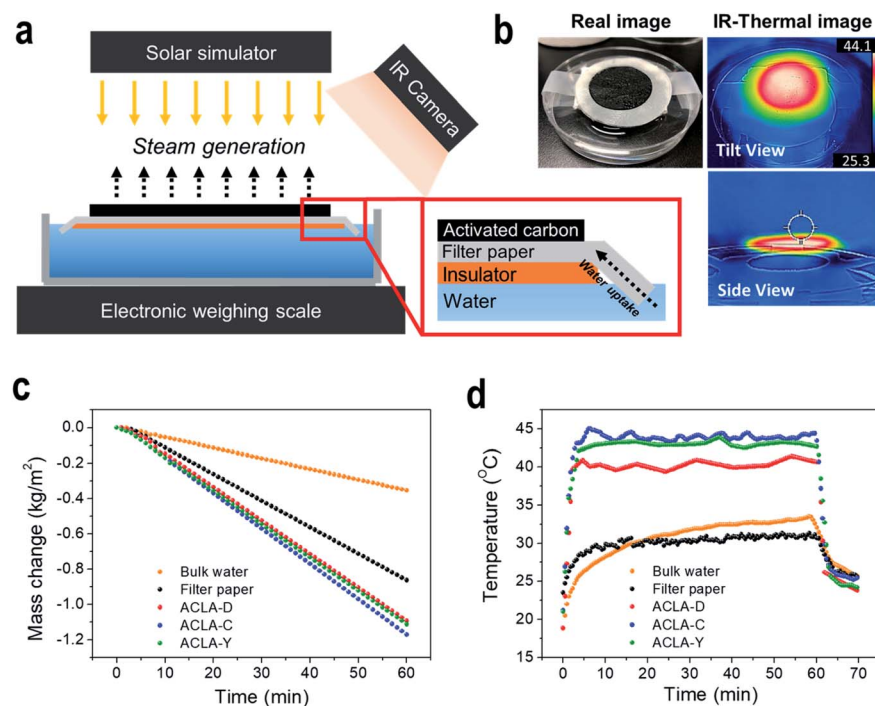 a
Solar simulator
IR Camera
Steam generation
Activated carbon
Filter paper
Insulator
Water
Water uptake
Electronic weighing scale
b
Real image
IR-Thermal image
44.1
Tilt View
25.3
Side View
c
Mass change (kg/m²)
0.0
-0.2
-0.4
-0.6
-0.8
-1.0
-1.2
Bulk water
Filter paper
ACLA-D
ACLA-C
ACLA-Y
0 10 20 30 40 50 60
Time (min)
d
Temperature (°C)
45
40
35
30
25
20
15
Bulk water
Filter paper
ACLA-D
ACLA-C
ACLA-Y
0 10 20 30 40 50 60 70
Time (min)